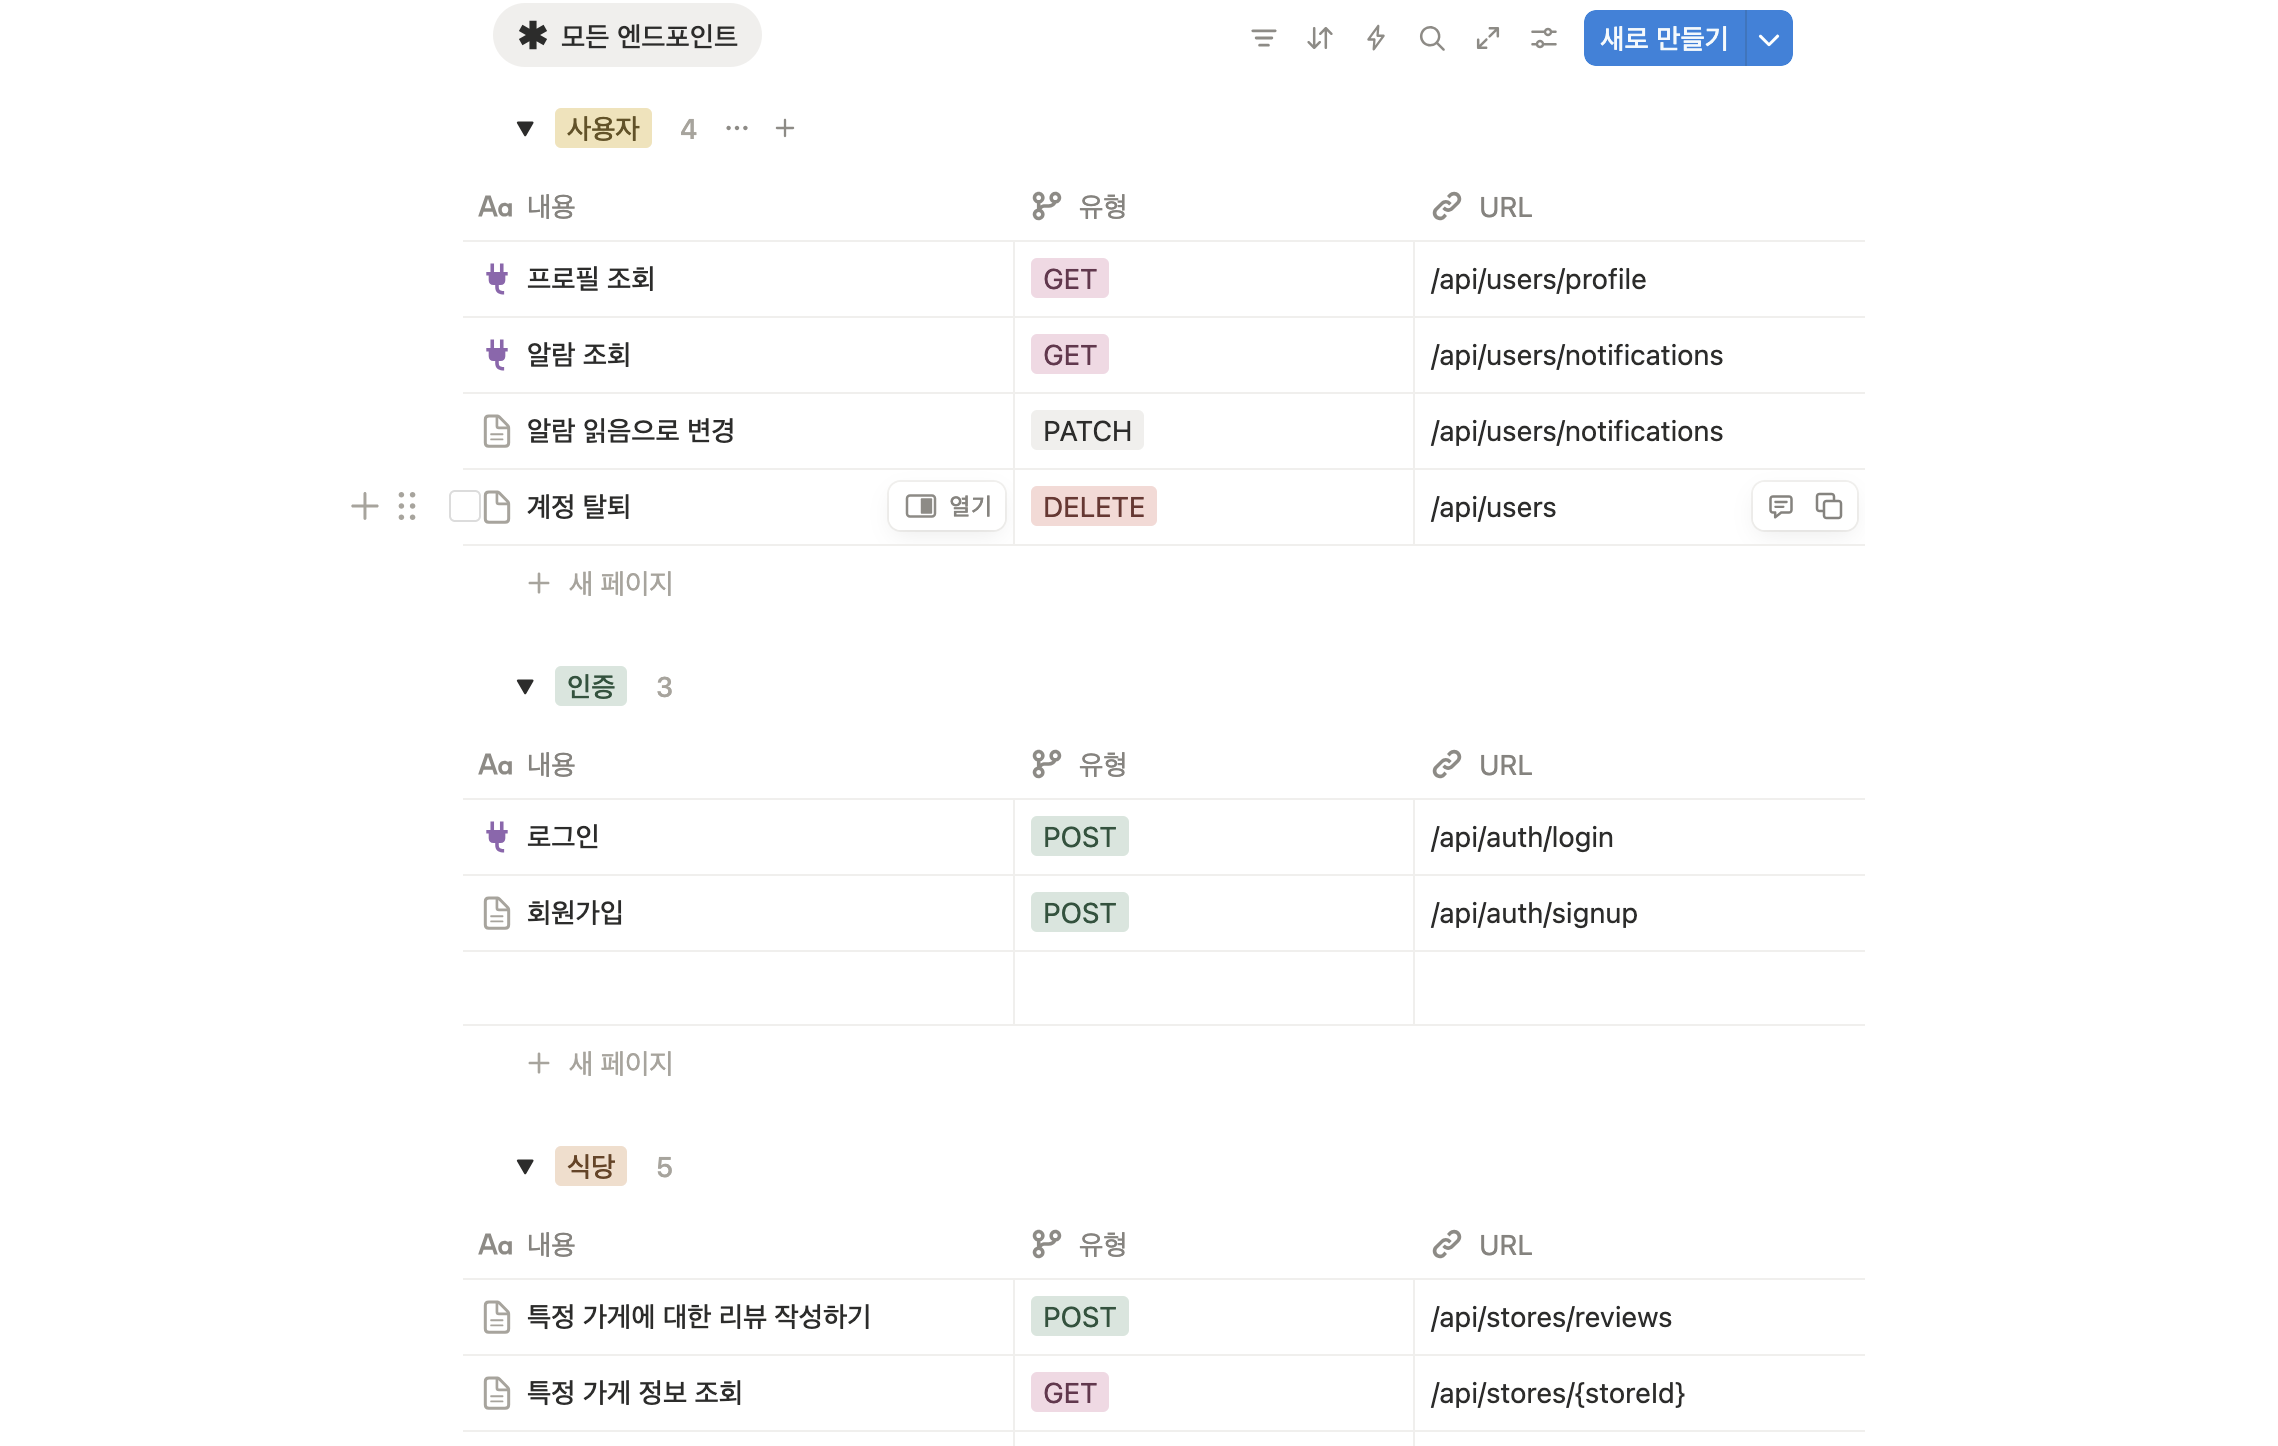 모든 엔드포인트
새로 만들기
사용자 4
Aa 내용 유형 URL
프로필 조회 GET /api/users/profile
알람 조회 GET /api/users/notifications
알람 읽음으로 변경 PATCH /api/users/notifications
계정 탈퇴 열기 DELETE /api/users
새 페이지
인증 3
Aa 내용 유형 URL
로그인 POST /api/auth/login
회원가입 POST /api/auth/signup
새 페이지
식당 5
Aa 내용 유형 URL
특정 가게에 대한 리뷰 작성하기 POST /api/stores/reviews
특정 가게 정보 조회 GET /api/stores/{storeId}